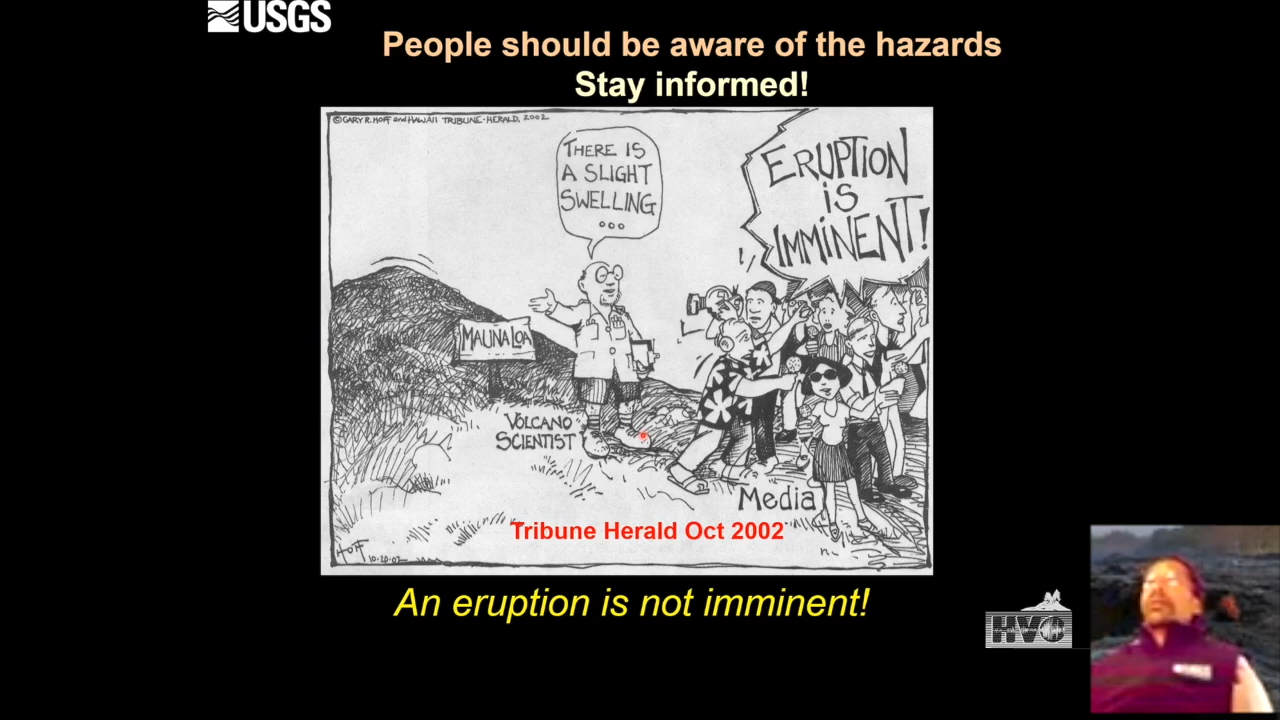 USGS
People should be aware of the hazards
Stay informed!
©GARY R. HOFF and HAWAII TRIBUNE-HERALD, 2002
THERE IS
A SLIGHT
SWELLING
...
ERUPTION
iS
IMMiNENT!
MAUNA LOA
VOLCANO
SCIENTIST
Media
Tribune Herald Oct 2002
HOFF 10-20-02
An eruption is not imminent!
HVO